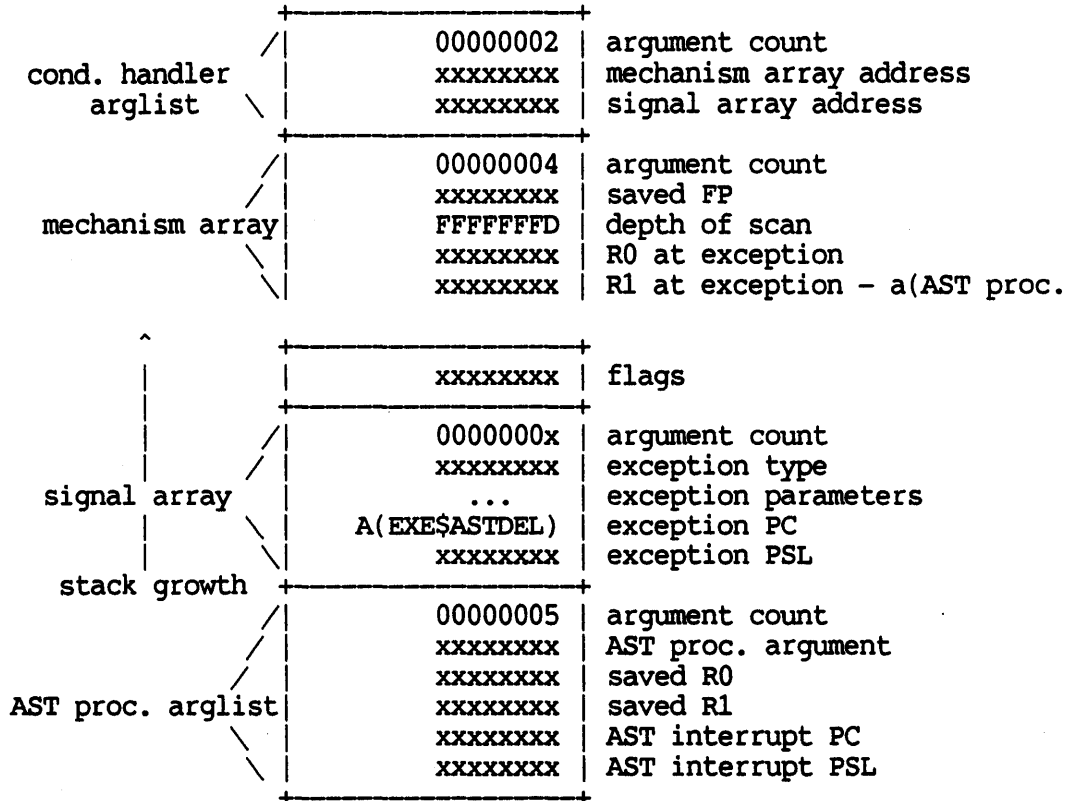 00000002 argument count
cond. handler xxxxxxxx mechanism array address
arglist xxxxxxxx signal array address
00000004 argument count
xxxxxxxx saved FP
mechanism array FFFFFFFD depth of scan
xxxxxxxx R0 at exception
xxxxxxxx R1 at exception – a(AST proc.
^
xxxxxxxx flags
0000000x argument count
xxxxxxxx exception type
signal array ... exception parameters
A(EXE$ASTDEL) exception PC
xxxxxxxx exception PSL
stack growth
00000005 argument count
xxxxxxxx AST proc. argument
xxxxxxxx saved R0
AST proc. arglist xxxxxxxx saved R1
xxxxxxxx AST interrupt PC
xxxxxxxx AST interrupt PSL